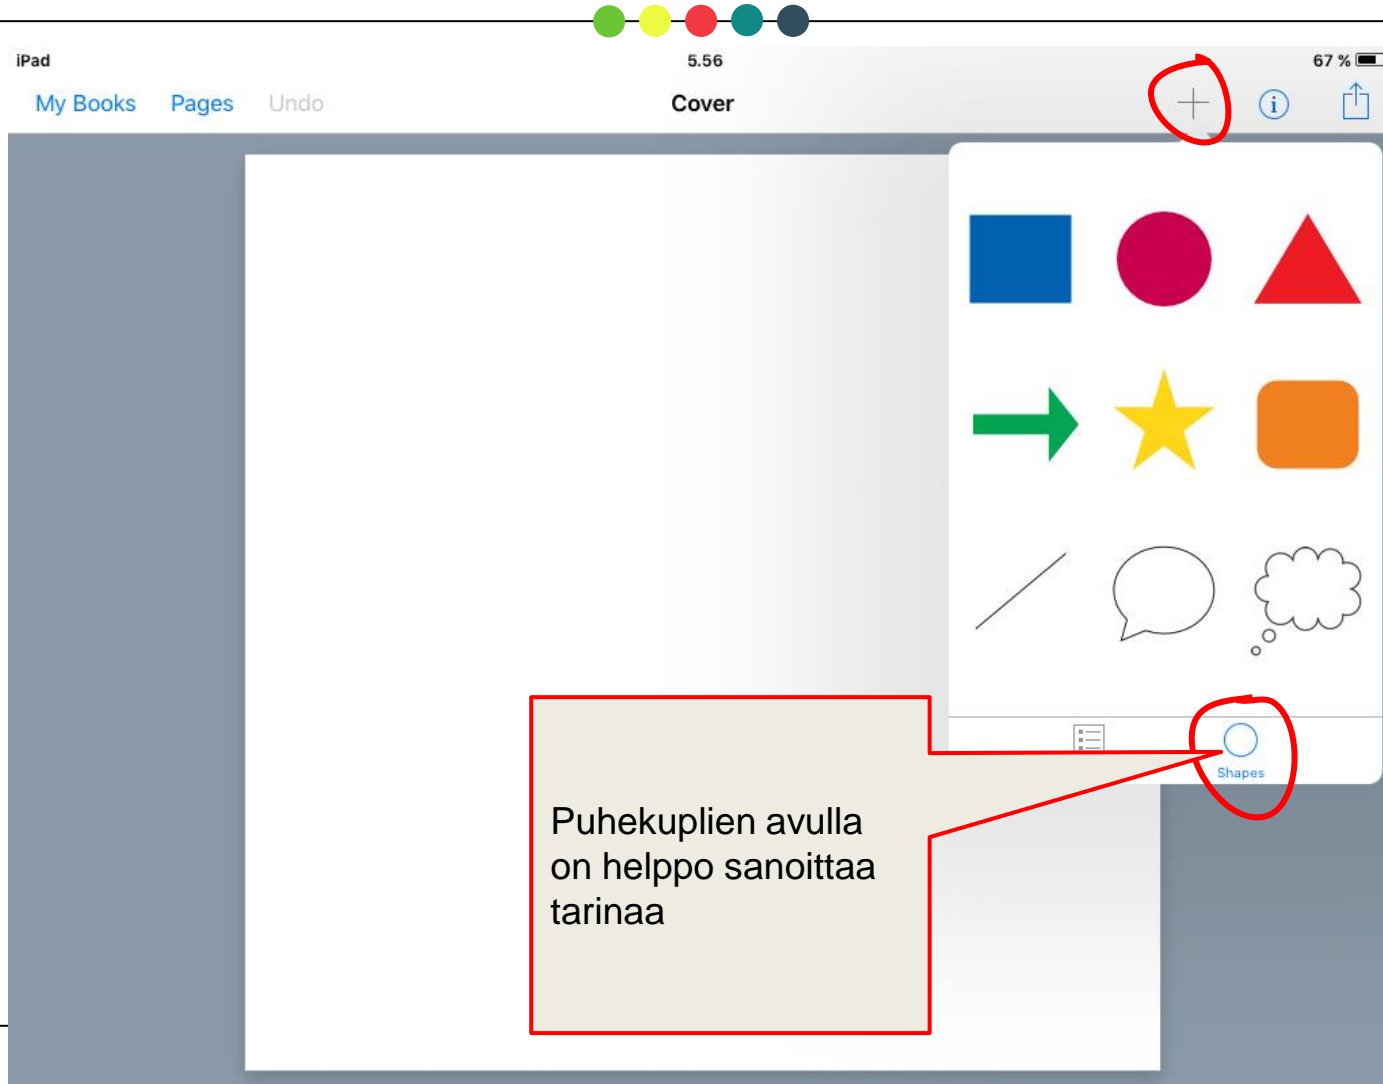 iPad 5.56 67 %
My Books Pages Undo Cover
Shapes
Puhekuplien avulla
on helppo sanoittaa
tarinaa